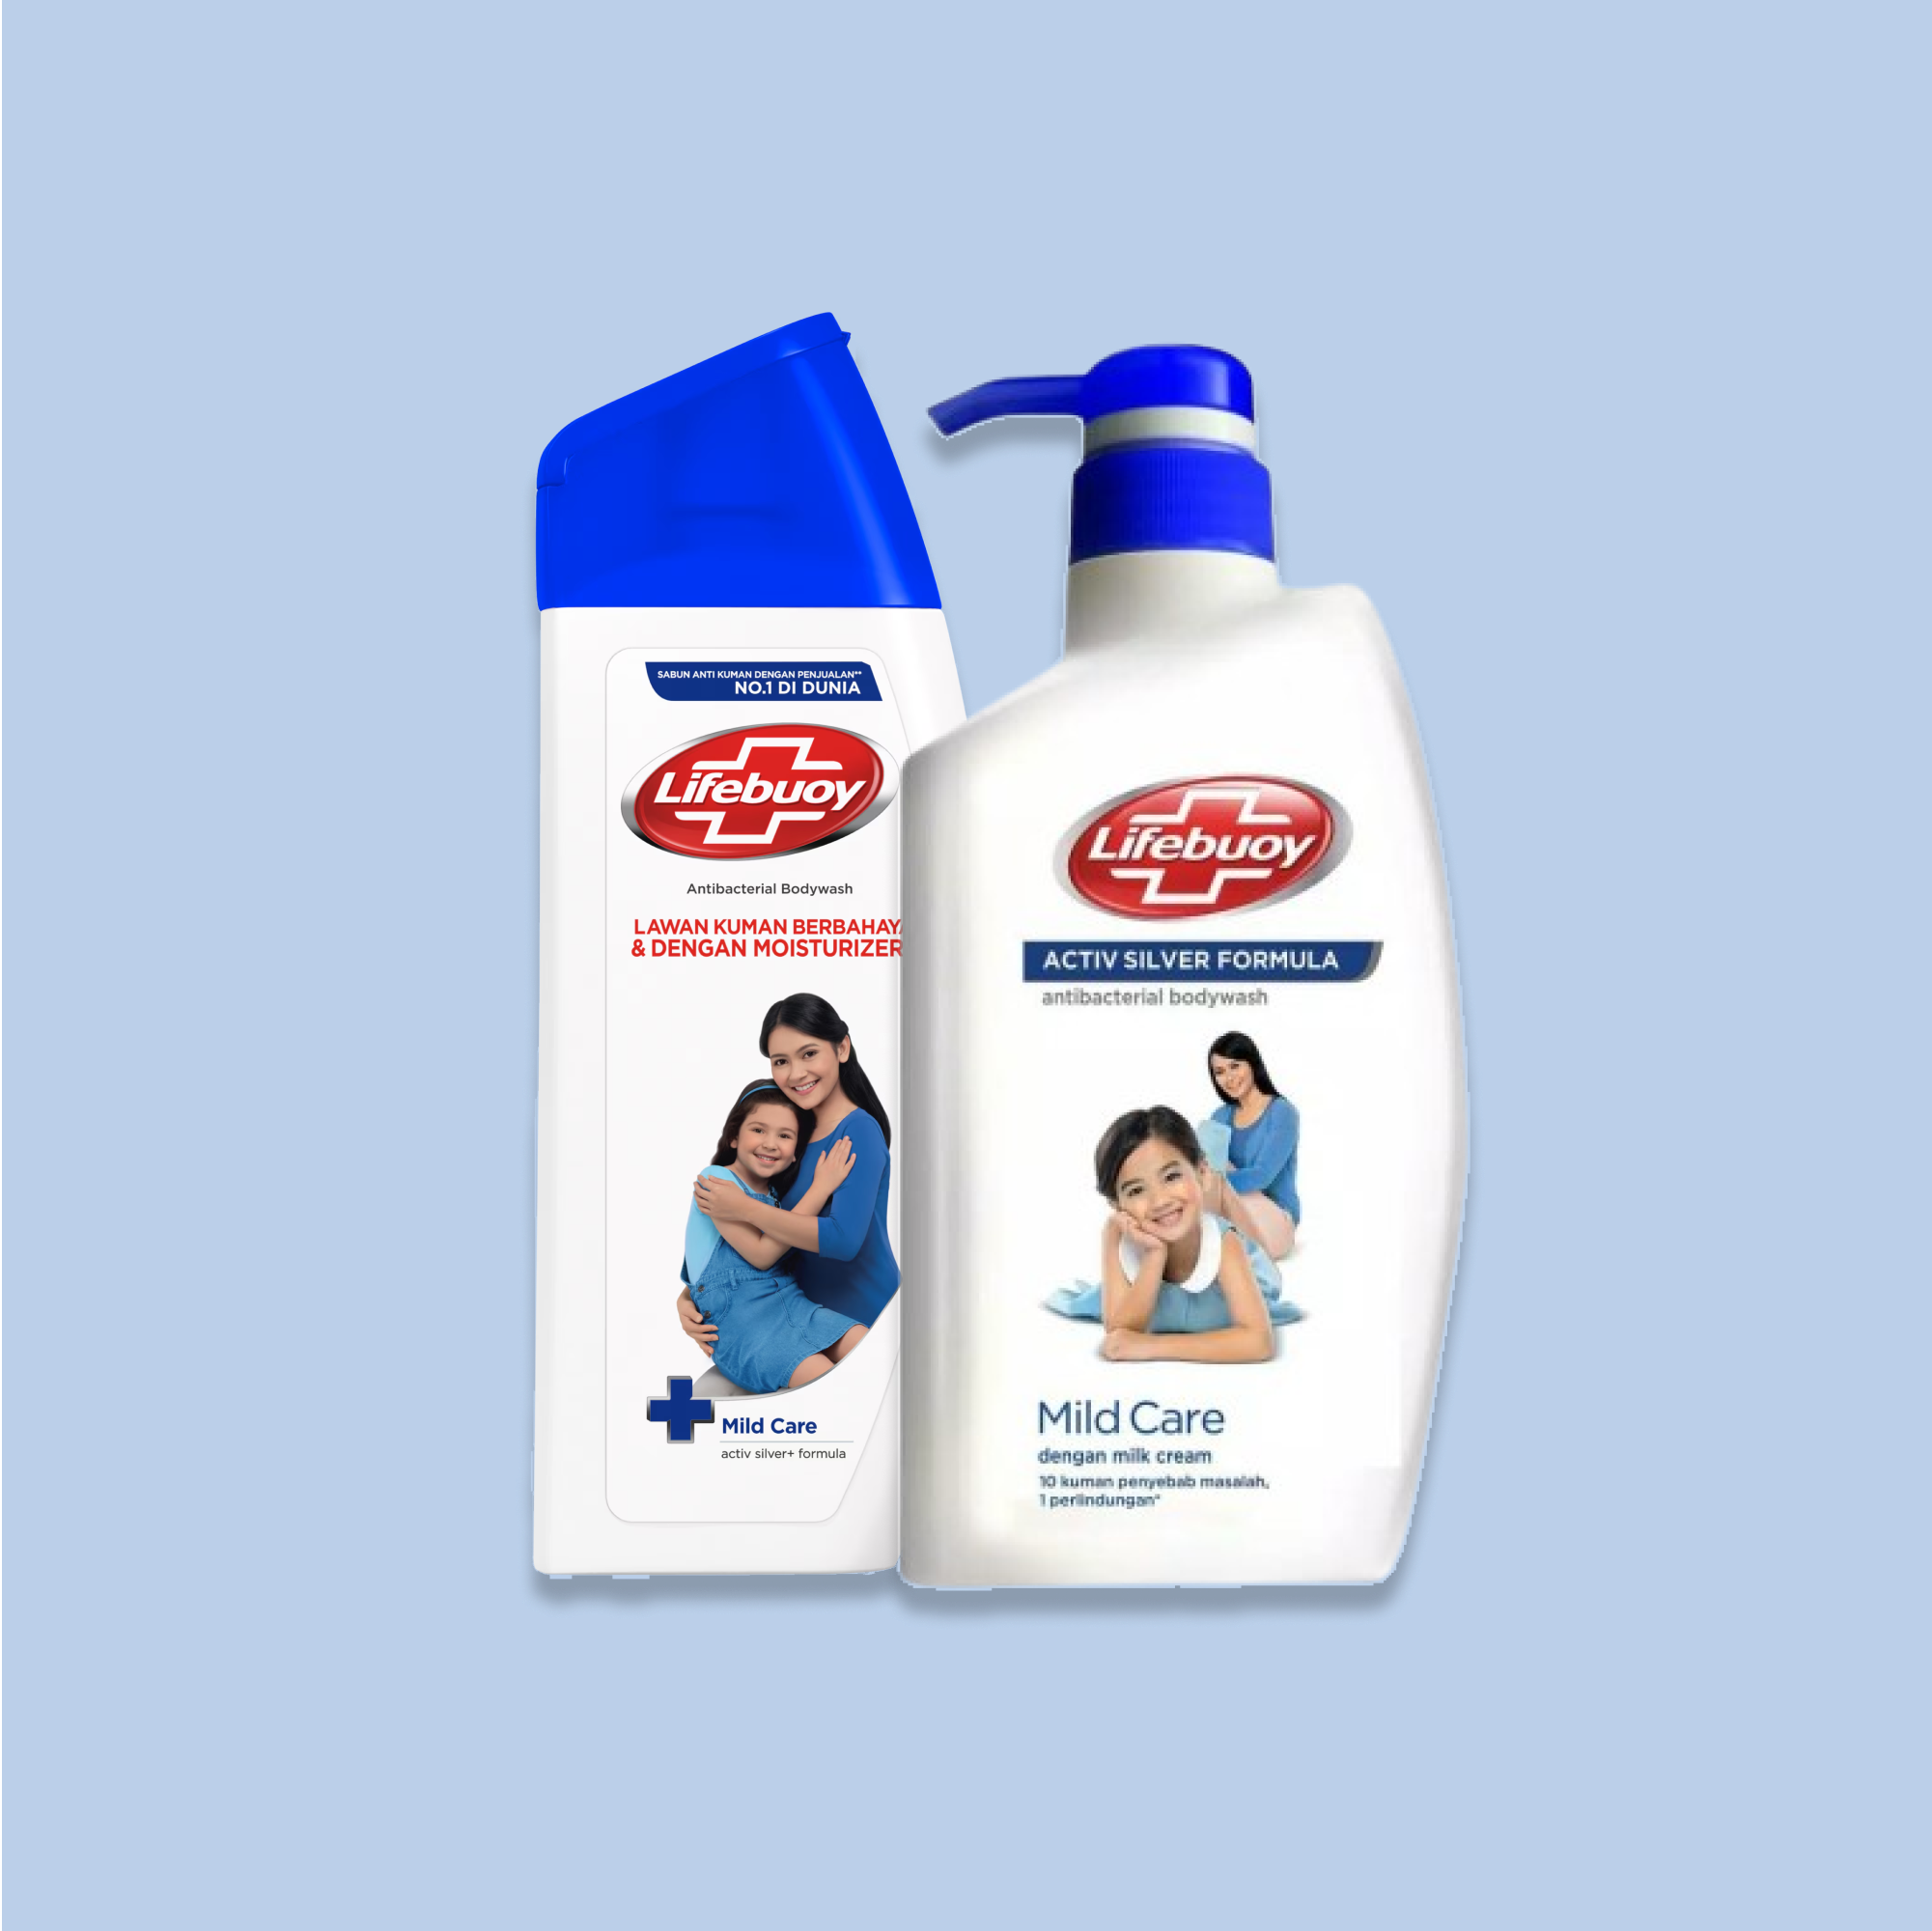 SABUN ANTI KUMAN DENGAN PENJUALAN**
NO.1 DI DUNIA
Lifebuoy
Antibacterial Bodywash
LAWAN KUMAN
& DENGAN MOISTURIZER
Mild Care
activ silver+ formula
Lifebuoy
ACTIV SILVER FORMULA
antibacterial bodywash
Mild Care
dengan milk cream
10 kuman penyebab masalah,
1 perlindungan*